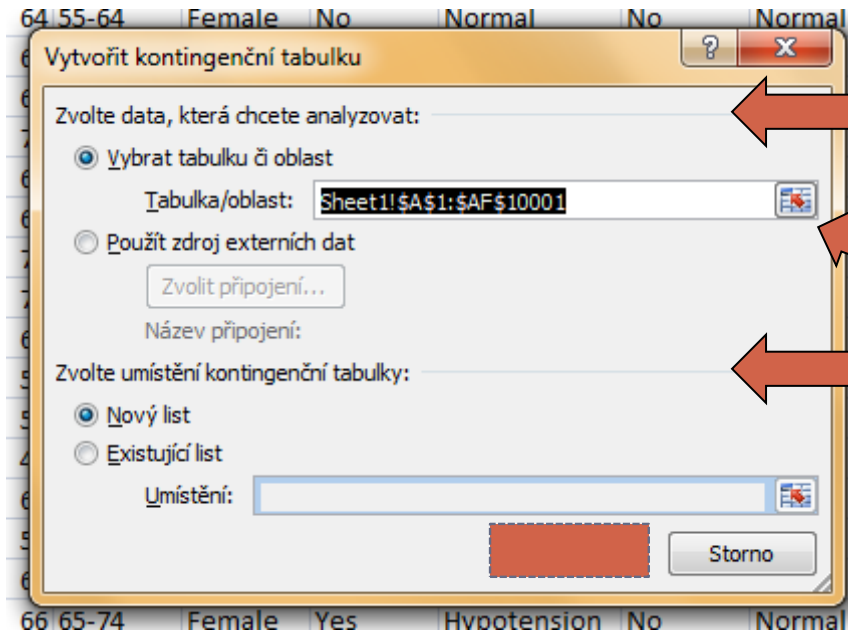 64 55-64 Female No Normal No Normal
Vytvořit kontingenční tabulku
Zvolte data, která chcete analyzovat:
Vybrat tabulku či oblast
Tabulka/oblast: Sheet1!$A$1:$AF$10001
Použít zdroj externích dat
Zvolit připojení...
Název připojení:
Zvolte umístění kontingenční tabulky:
Nový list
Existující list
Umístění:
Storno
66 65-74 Female Yes Hypotension No Normal